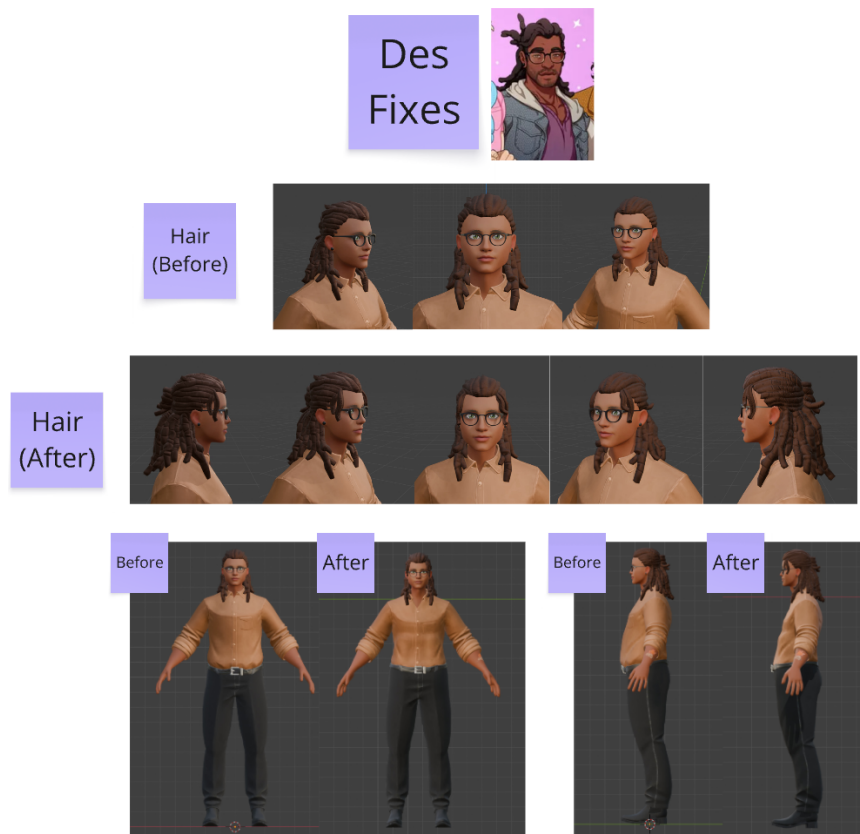 Des
Fixes
Hair
(Before)
Hair
(After)
Before
After
Before
After